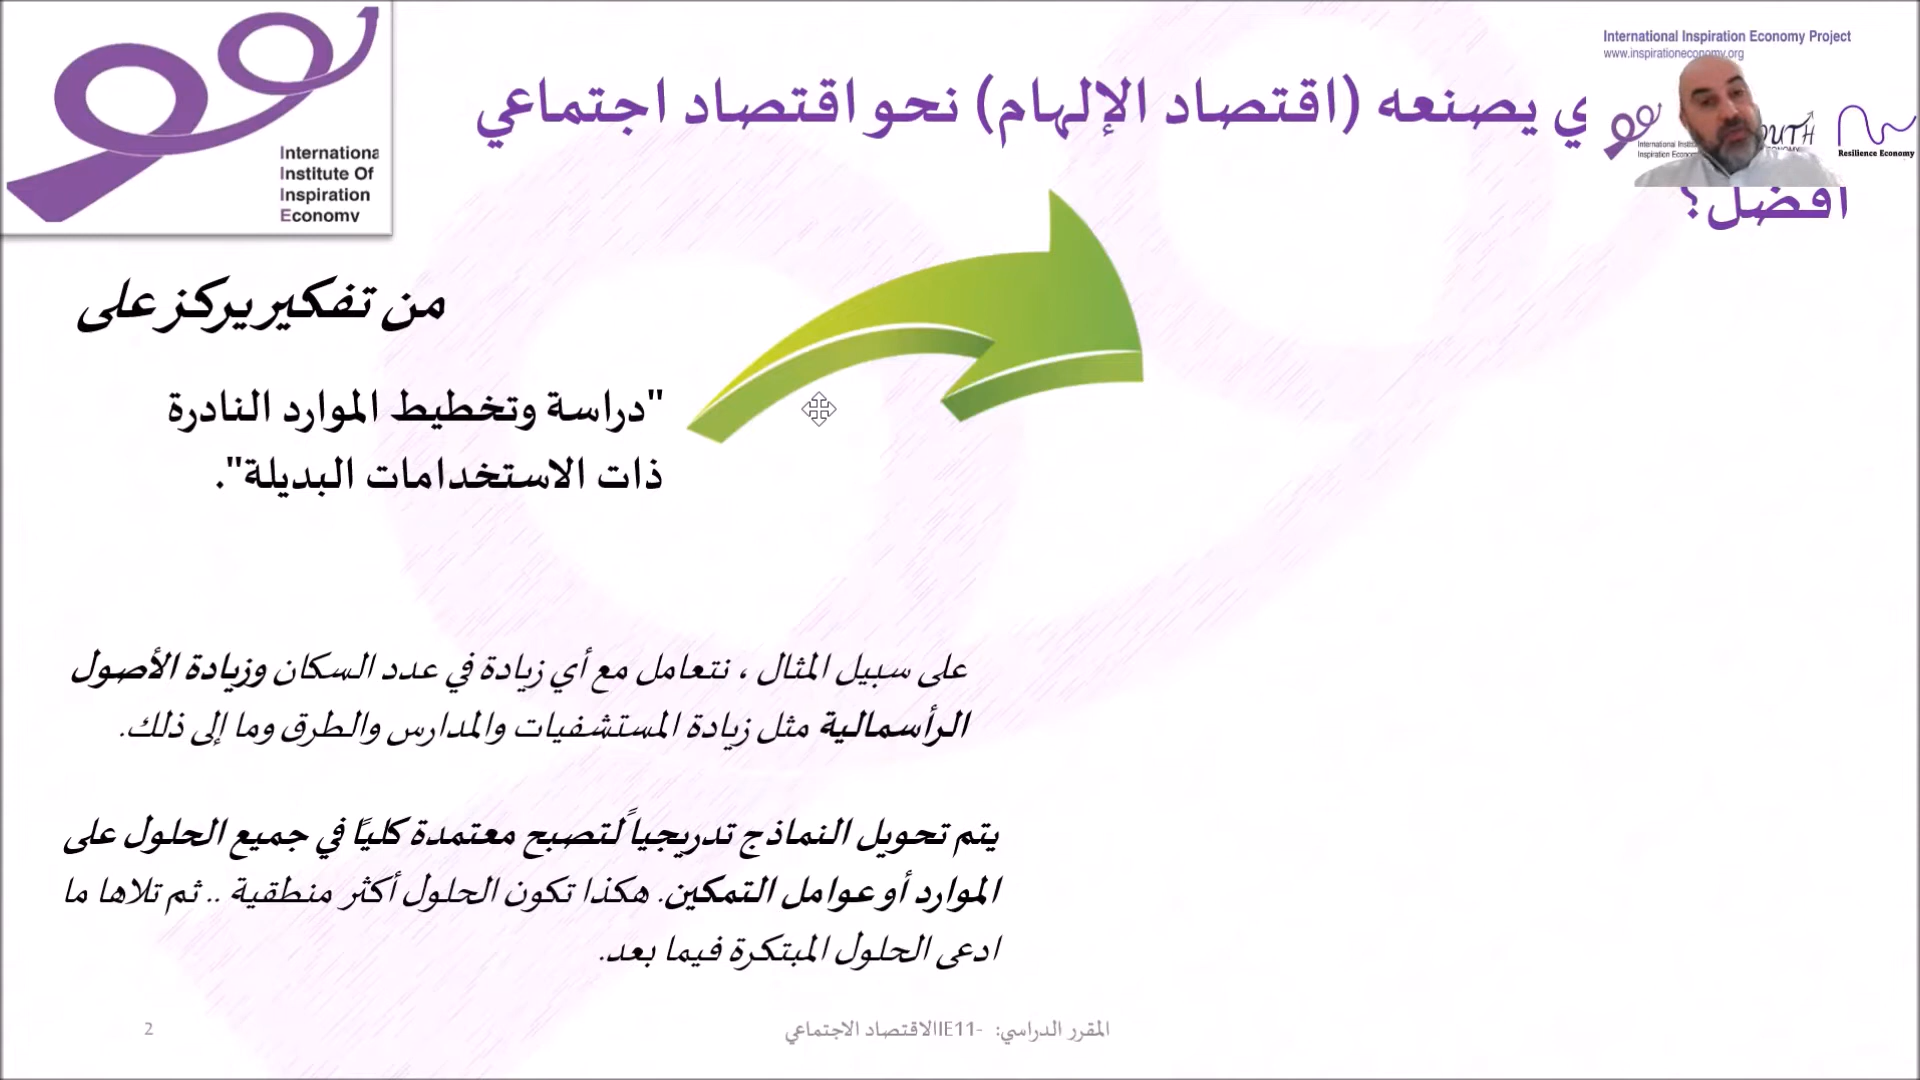 International Inspiration Economy Project
www.inspirationeconomy.org
يصنعه (اقتصاد الإلهام) نحو اقتصاد اجتماعي
أفضل؟
Internationa
Institute Of
Inspiration
Economy
Resilience Economy
من تفكير يركز على
"دراسة وتخطيط الموارد النادرة
ذات الاستخدامات البديلة".
على سبيل المثال ، نتعامل مع أي زيادة في عدد السكان وزيادة الأصول
الرأسمالية مثل زيادة المستشفيات والمدارس والطرق وما إلى ذلك.
يتم تحويل النماذج تدريجياً لتصبح معتمدة كليًا في جميع الحلول على
الموارد أو عوامل التمكين. هكذا تكون الحلول أكثر منطقية .. ثم تلاها ما
ادعى الحلول المبتكرة فيما بعد.
المقرر الدراسي: -IE11الاقتصاد الاجتماعي
2